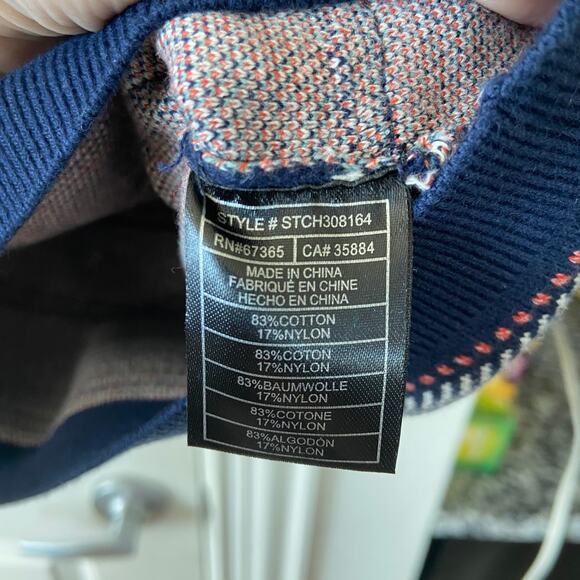 STYLE # STCH308164
RN#67365 CA# 35884
MADE IN CHINA
FABRIQUÉ EN CHINE
HECHO EN CHINA
83%COTTON
17%NYLON
83%COTON
17%NYLON
83%BAUMWOLLE
17%NYLON
83%COTONE
17%NYLON
83%ALGODÓN
17%NYLON